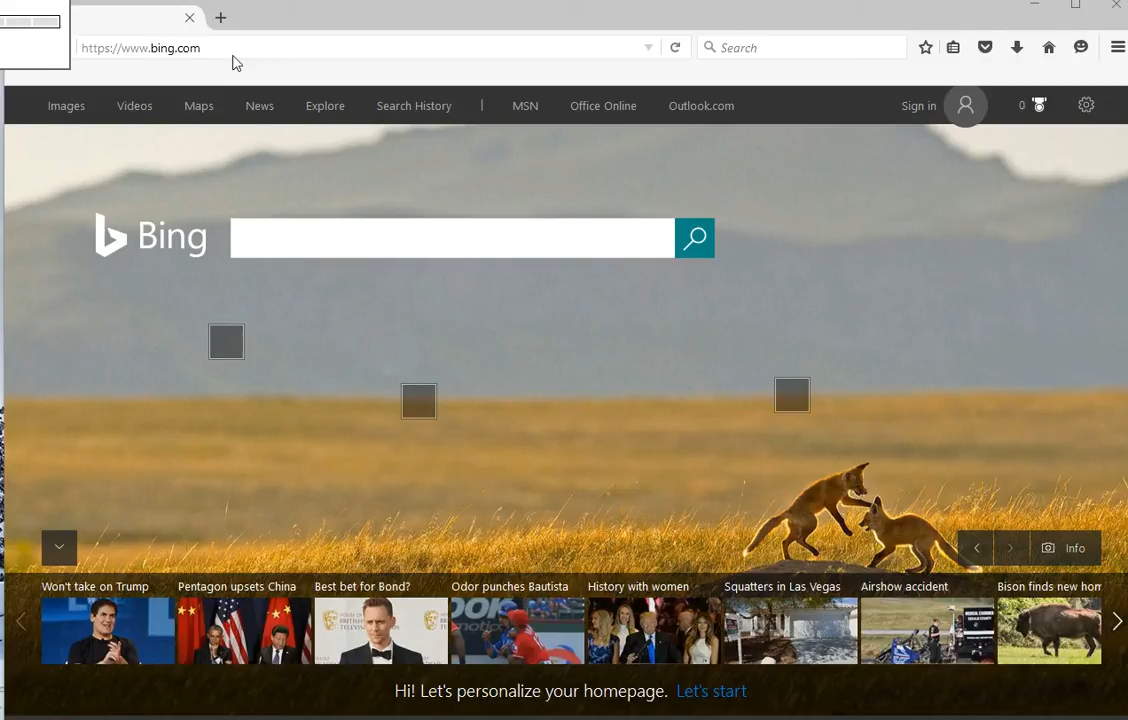 https://www.bing.com
Search
Images Videos Maps News Explore Search History | MSN Office Online Outlook.com Sign in 0
Bing
Info
Won't take on Trump Pentagon upsets China Best bet for Bond? Odor punches Bautista History with women Squatters in Las Vegas Airshow accident Bison finds new hom
Hi! Let's personalize your homepage. Let's start